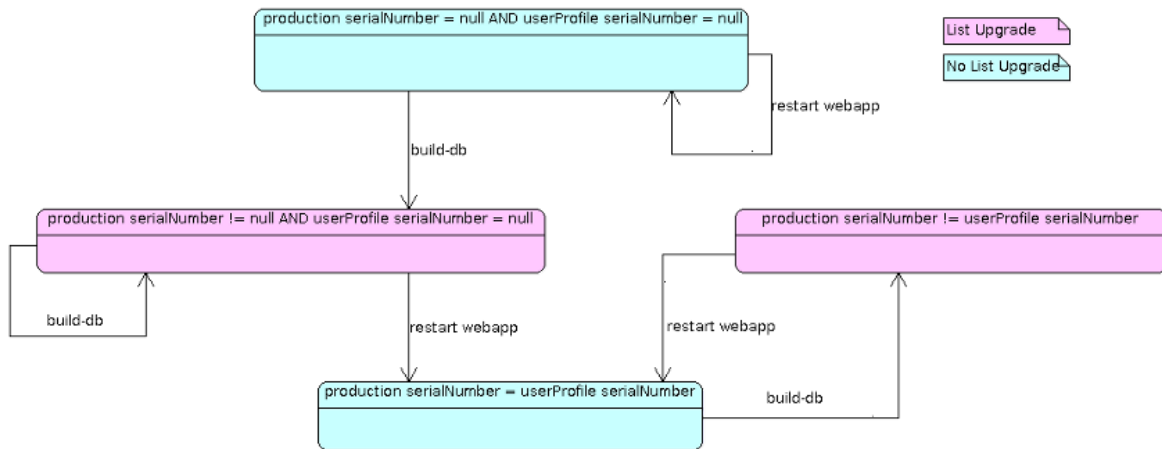 production serialNumber = null AND userProfile serialNumber = null
List Upgrade
No List Upgrade
restart webapp
build-db
production serialNumber != null AND userProfile serialNumber = null
production serialNumber != userProfile serialNumber
build-db
restart webapp
restart webapp
production serialNumber = userProfile serialNumber
build-db